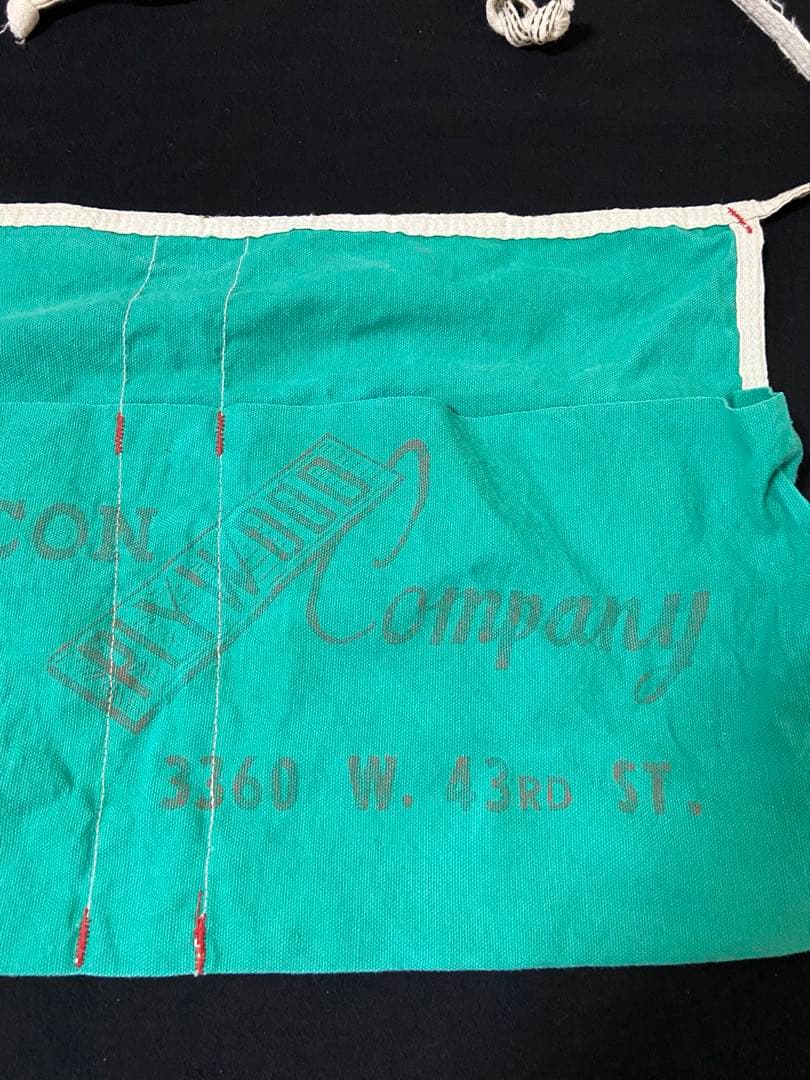 CON PLYWOOD Company
3360 W. 43RD ST.